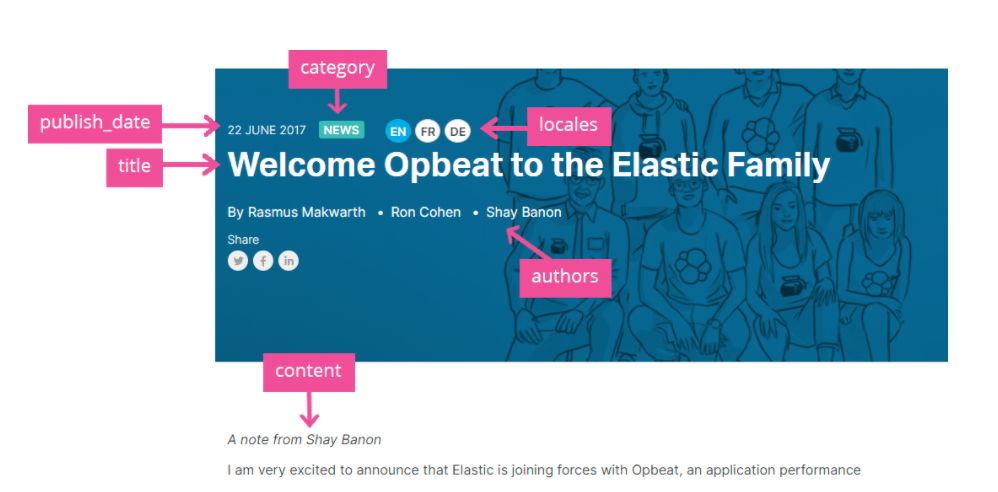 category
publish_date
22 JUNE 2017 NEWS EN FR DE
locales
title
Welcome Opbeat to the Elastic Family
By Rasmus Makwarth • Ron Cohen • Shay Banon
Share
authors
content
A note from Shay Banon
I am very excited to announce that Elastic is joining forces with Opbeat, an application performance